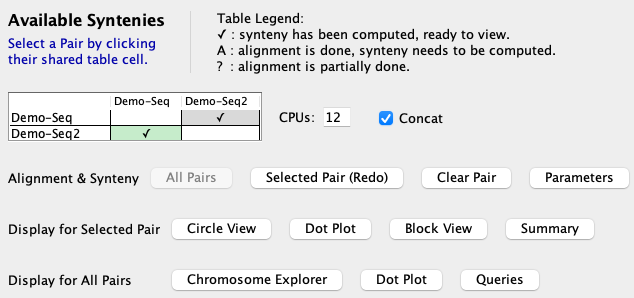 Available Syntenies
Select a Pair by clicking
their shared table cell.
Table Legend:
✓ : synteny has been computed, ready to view.
A : alignment is done, synteny needs to be computed.
? : alignment is partially done.
Demo-Seq Demo-Seq2
Demo-Seq ✓
Demo-Seq2 ✓
CPUs: 12 Concat
Alignment & Synteny All Pairs Selected Pair (Redo) Clear Pair Parameters
Display for Selected Pair Circle View Dot Plot Block View Summary
Display for All Pairs Chromosome Explorer Dot Plot Queries